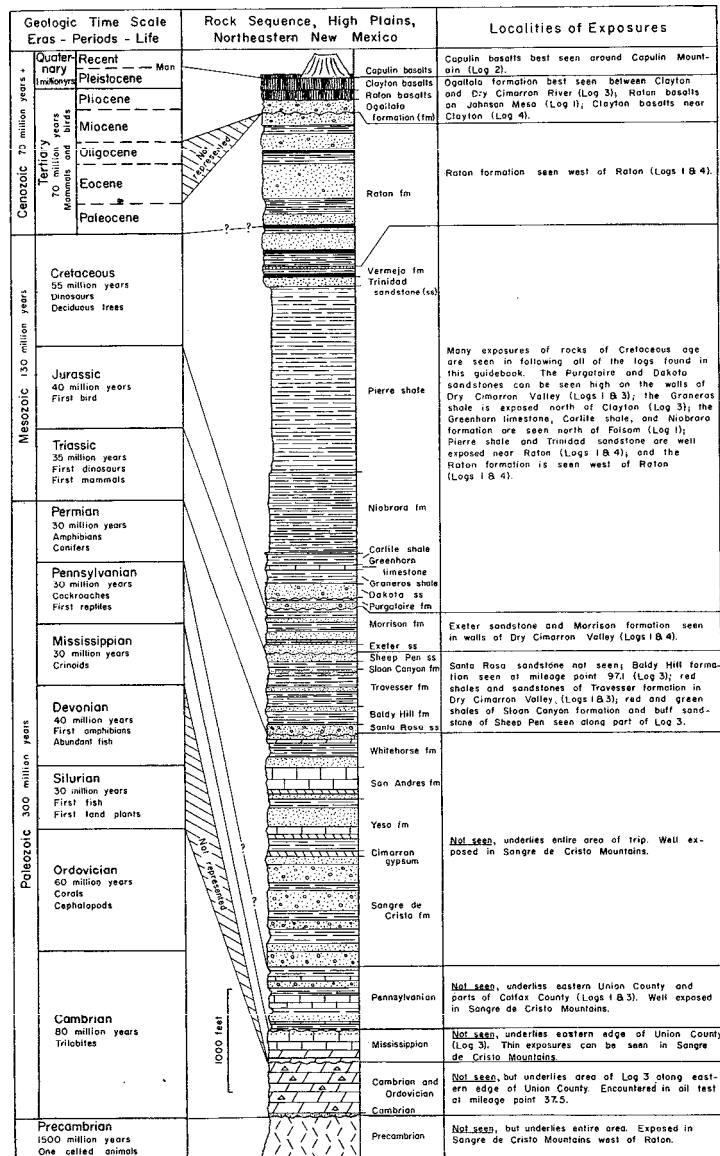 Geologic Time Scale
Eras - Periods - Life
Rock Sequence, High Plains,
Northeastern New Mexico
Localities of Exposures
Cenozoic 70 million years +
Quater-
nary
1 million yrs
Recent
Man
Pleistocene
Tertiary
70 million years
Mammals and birds
Pliocene
Miocene
Oligocene
Eocene
Paleocene
Mesozoic 130 million years
Cretaceous
55 million years
Dinosaurs
Deciduous trees
Jurassic
40 million years
First bird
Triassic
35 million years
First dinosaurs
First mammals
Paleozoic 300 million years
Permian
30 million years
Amphibians
Conifers
Pennsylvanian
30 million years
Cockroaches
First reptiles
Mississippian
30 million years
Crinoids
Devonian
40 million years
First amphibians
Abundant fish
Silurian
30 million years
First fish
First land plants
Ordovician
60 million years
Corals
Cephalopods
Cambrian
80 million years
Trilobites
Precambrian
1500 million years
One celled animals
Not represented
? ?
?
?
Not represented
1000 feet
Capulin basalts
Clayton basalts
Raton basalts
Ogallala
formation (fm)
Raton fm
Vermejo fm
Trinidad
sandstone (ss)
Pierre shale
Niobrara fm
Carlile shale
Greenhorn
limestone
Graneros shale
Dakota ss
Purgatoire fm
Morrison fm
Exeter ss
Sheep Pen ss
Sloan Canyon fm
Travesser fm
Baldy Hill fm
Santa Rosa ss
Whitehorse fm
San Andres fm
Yeso fm
Cimarron
gypsum
Sangre de
Cristo fm
Pennsylvanian
Mississippian
Cambrian and
Ordovician
Cambrian
Precambrian
Capulin basalts best seen around Capulin Mount-
ain (Log 2).
Ogallala formation best seen between Clayton
and Dry Cimarron River (Log 3); Raton basalts
on Johnson Mesa (Log 1); Clayton basalts near
Clayton (Log 4).
Raton formation seen west of Raton (Logs 1 & 4).
Many exposures of rocks of Cretaceous age
are seen in following all of the logs found in
this guidebook. The Purgatoire and Dakota
sandstones can be seen high on the walls of
Dry Cimarron Valley (Logs 1 & 3); the Graneros
shale is exposed north of Clayton (Log 3); the
Greenhorn limestone, Carlile shale, and Niobrara
formation are seen north of Folsom (Log 1);
Pierre shale and Trinidad sandstone are well
exposed near Raton (Logs 1 & 4); and the
Raton formation is seen west of Raton
(Logs 1 & 4).
Exeter sandstone and Morrison formation seen
in walls of Dry Cimarron Valley (Logs 1 & 4).
Santa Rosa sandstone not seen; Baldy Hill forma-
tion seen at mileage point 97.1 (Log 3); red
shales and sandstones of Travesser formation in
Dry Cimarron Valley, (Logs 1 & 3); red and green
shales of Sloan Canyon formation and buff sand-
stone of Sheep Pen seen along part of Log 3.
Not seen, underlies entire area of trip. Well ex-
posed in Sangre de Cristo Mountains.
Not seen, underlies eastern Union County and
parts of Colfax County (Logs 1 & 3). Well exposed
in Sangre de Cristo Mountains.
Not seen, underlies eastern edge of Union County
(Log 3). Thin exposures can be seen in Sangre
de Cristo Mountains.
Not seen, but underlies area of Log 3 along east-
ern edge of Union County. Encountered in oil test
at mileage point 37.5.
Not seen, but underlies entire area. Exposed in
Sangre de Cristo Mountains west of Raton.